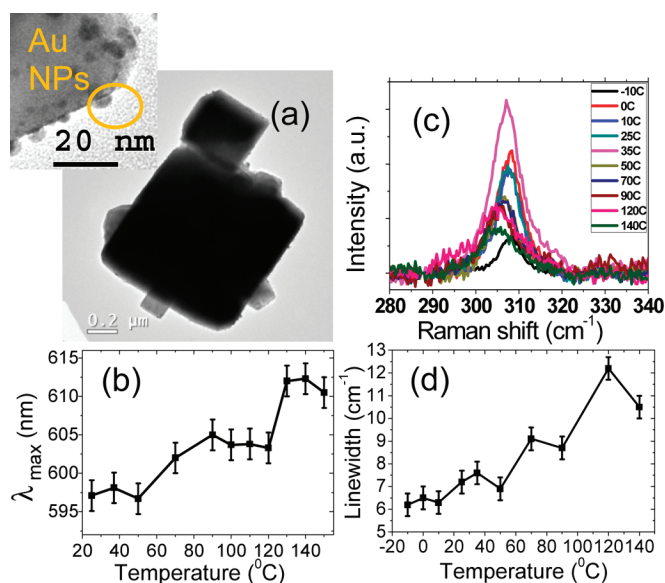 Au
NPs
20 nm
(a)
0.2 μm
(c)
-10C
0C
10C
25C
35C
50C
70C
90C
120C
140C
Intensity (a.u.)
280 290 300 310 320 330 340
Raman shift (cm-1)
(b)
615
610
605
600
595
λ max (nm)
20 40 60 80 100 120 140
Temperature (⁰C)
(d)
13
12
11
10
9
8
7
6
5
Linewidth (cm-1)
-20 0 20 40 60 80 100 120 140
Temperature (⁰C)